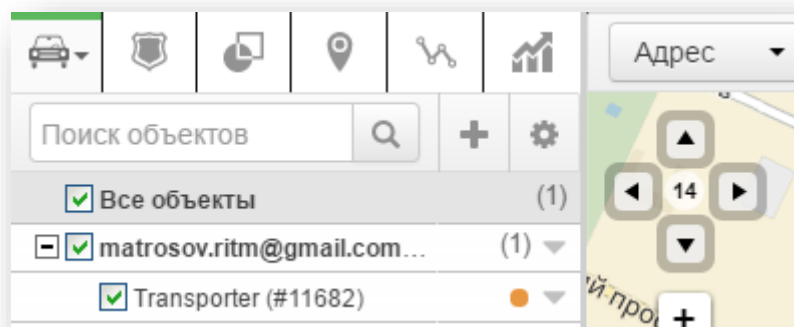 Адрес
Поиск объектов
Все объекты (1)
14
matrosov.ritm@gmail.com... (1)
Transporter (#11682)